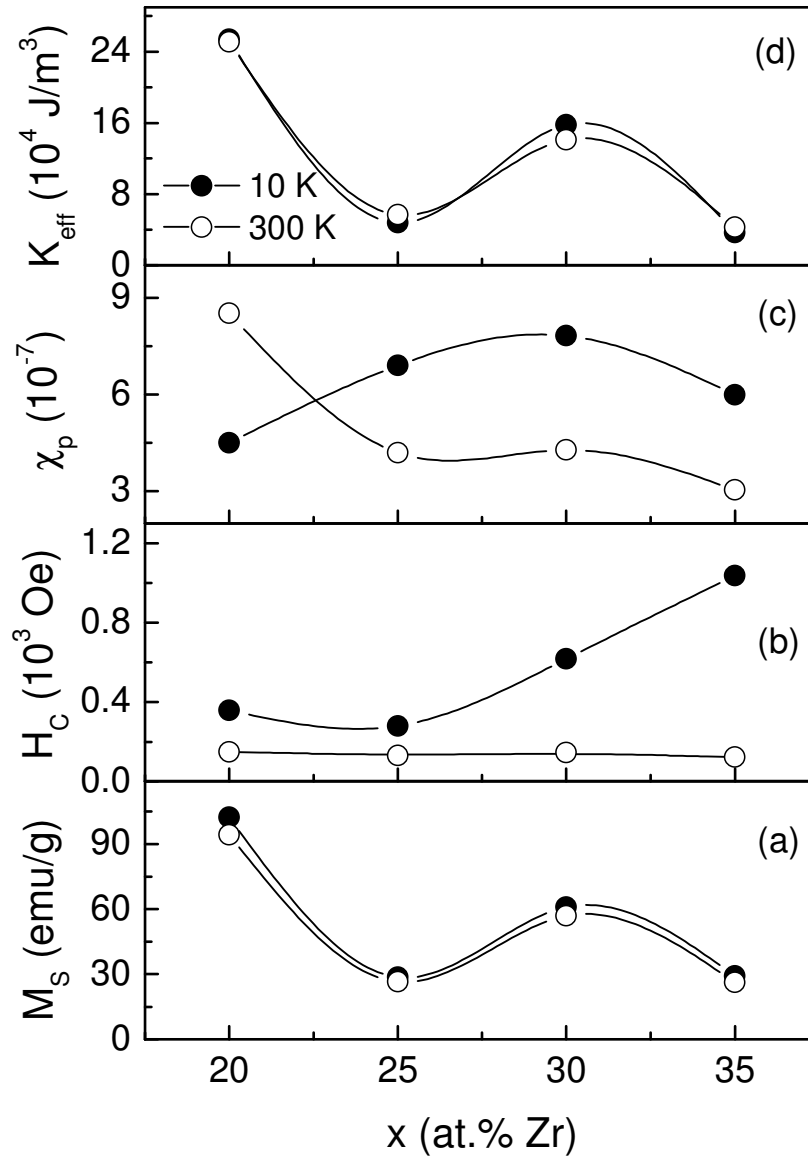 (d)
K_eff (10^4 J/m^3)
24
16
8
0
10 K
300 K
(c)
χ_p (10^-7)
9
6
3
(b)
H_C (10^3 Oe)
1.2
0.8
0.4
0.0
(a)
M_S (emu/g)
90
60
30
0
20 25 30 35
x (at.% Zr)